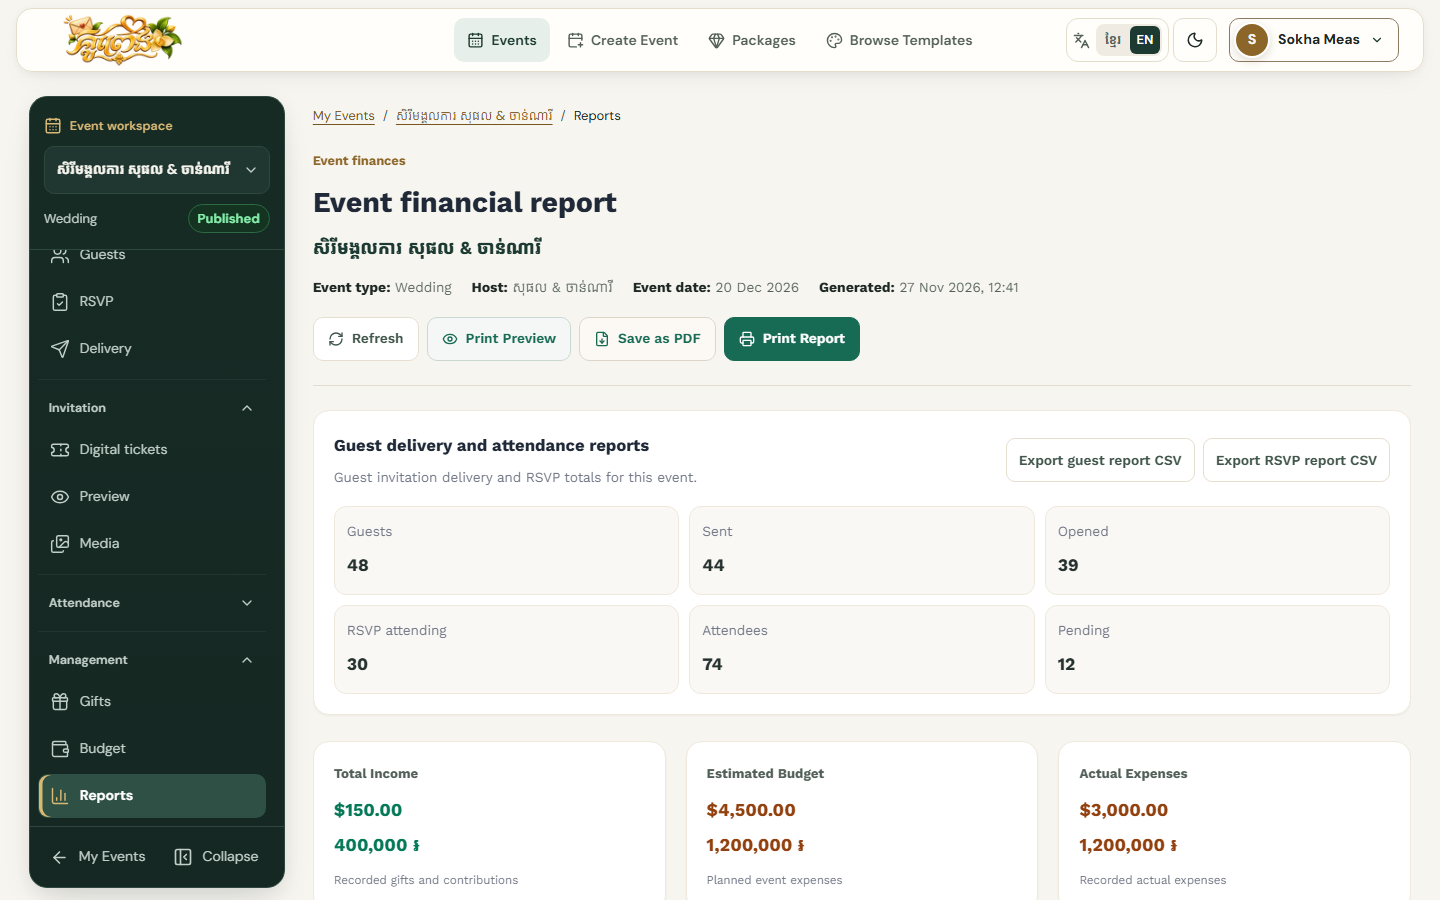 គូព្រេង
Events
Create Event
Packages
Browse Templates
ខ្មែរ
EN
S
Sokha Meas
Event workspace
សិរីមង្គលការ សុផល & ចាន់ណារី
Wedding
Published
Guests
RSVP
Delivery
Invitation
Digital tickets
Preview
Media
Attendance
Management
Gifts
Budget
Reports
My Events
Collapse
My Events / សិរីមង្គលការ សុផល & ចាន់ណារី / Reports
Event finances
Event financial report
សិរីមង្គលការ សុផល & ចាន់ណារី
Event type: Wedding Host: សុផល & ចាន់ណារី Event date: 20 Dec 2026 Generated: 27 Nov 2026, 12:41
Refresh
Print Preview
Save as PDF
Print Report
Guest delivery and attendance reports
Guest invitation delivery and RSVP totals for this event.
Export guest report CSV
Export RSVP report CSV
Guests
48
Sent
44
Opened
39
RSVP attending
30
Attendees
74
Pending
12
Total Income
$150.00
400,000 ៛
Recorded gifts and contributions
Estimated Budget
$4,500.00
1,200,000 ៛
Planned event expenses
Actual Expenses
$3,000.00
1,200,000 ៛
Recorded actual expenses